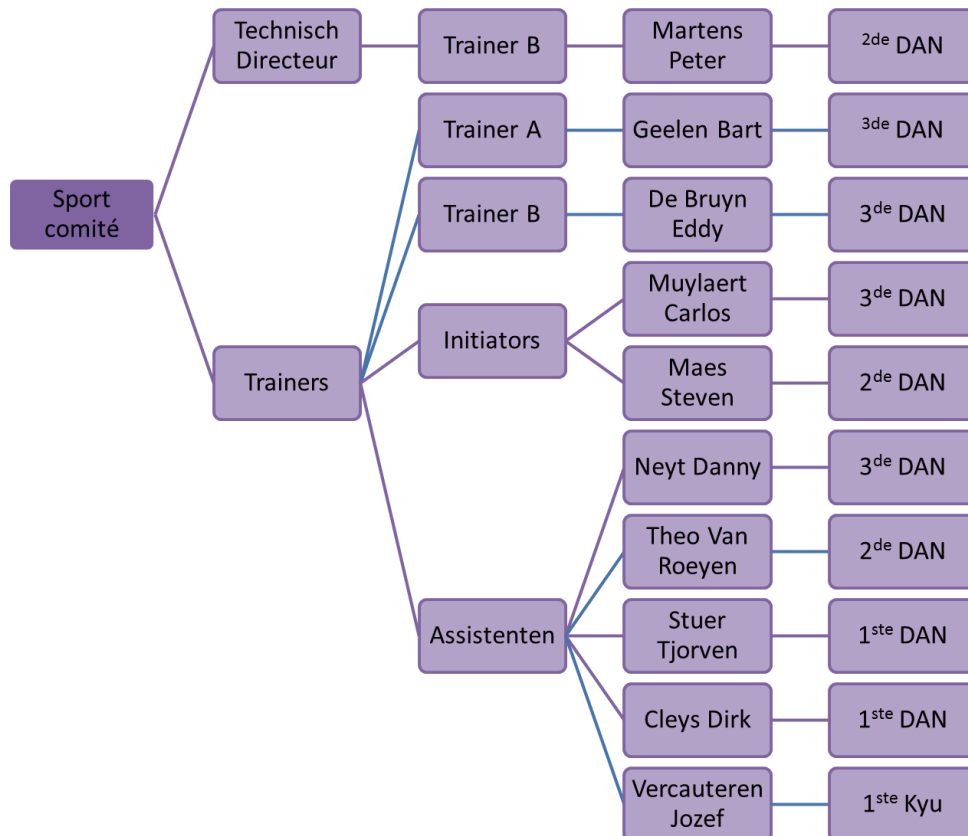 Technisch
Directeur
Trainer B
Martens
Peter
2de DAN
Trainer A
Geelen Bart
3de DAN
Sport
comité
Trainer B
De Bruyn
Eddy
3de DAN
Initiators
Muylaert
Carlos
3de DAN
Trainers
Maes
Steven
2de DAN
Neyt Danny
3de DAN
Theo Van
Roeyen
2de DAN
Assistenten
Stuer
Tjorven
1ste DAN
Cleys Dirk
1ste DAN
Vercauteren
Jozef
1ste Kyu